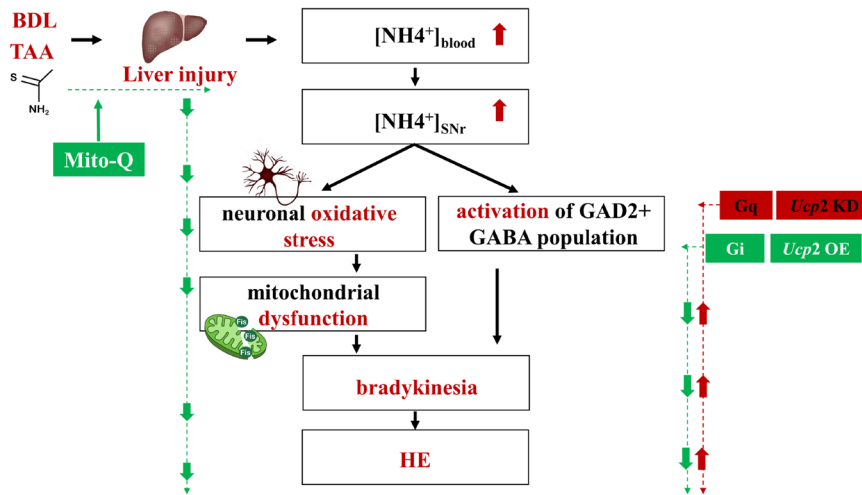 BDL
TAA
S
NH₂
Liver injury
Mito-Q
[NH4⁺]blood
[NH4⁺]SNr
neuronal oxidative
stress
activation of GAD2+
GABA population
mitochondrial
dysfunction
Fis
Fis
Fis
bradykinesia
HE
Gq
Ucp2 KD
Gi
Ucp2 OE